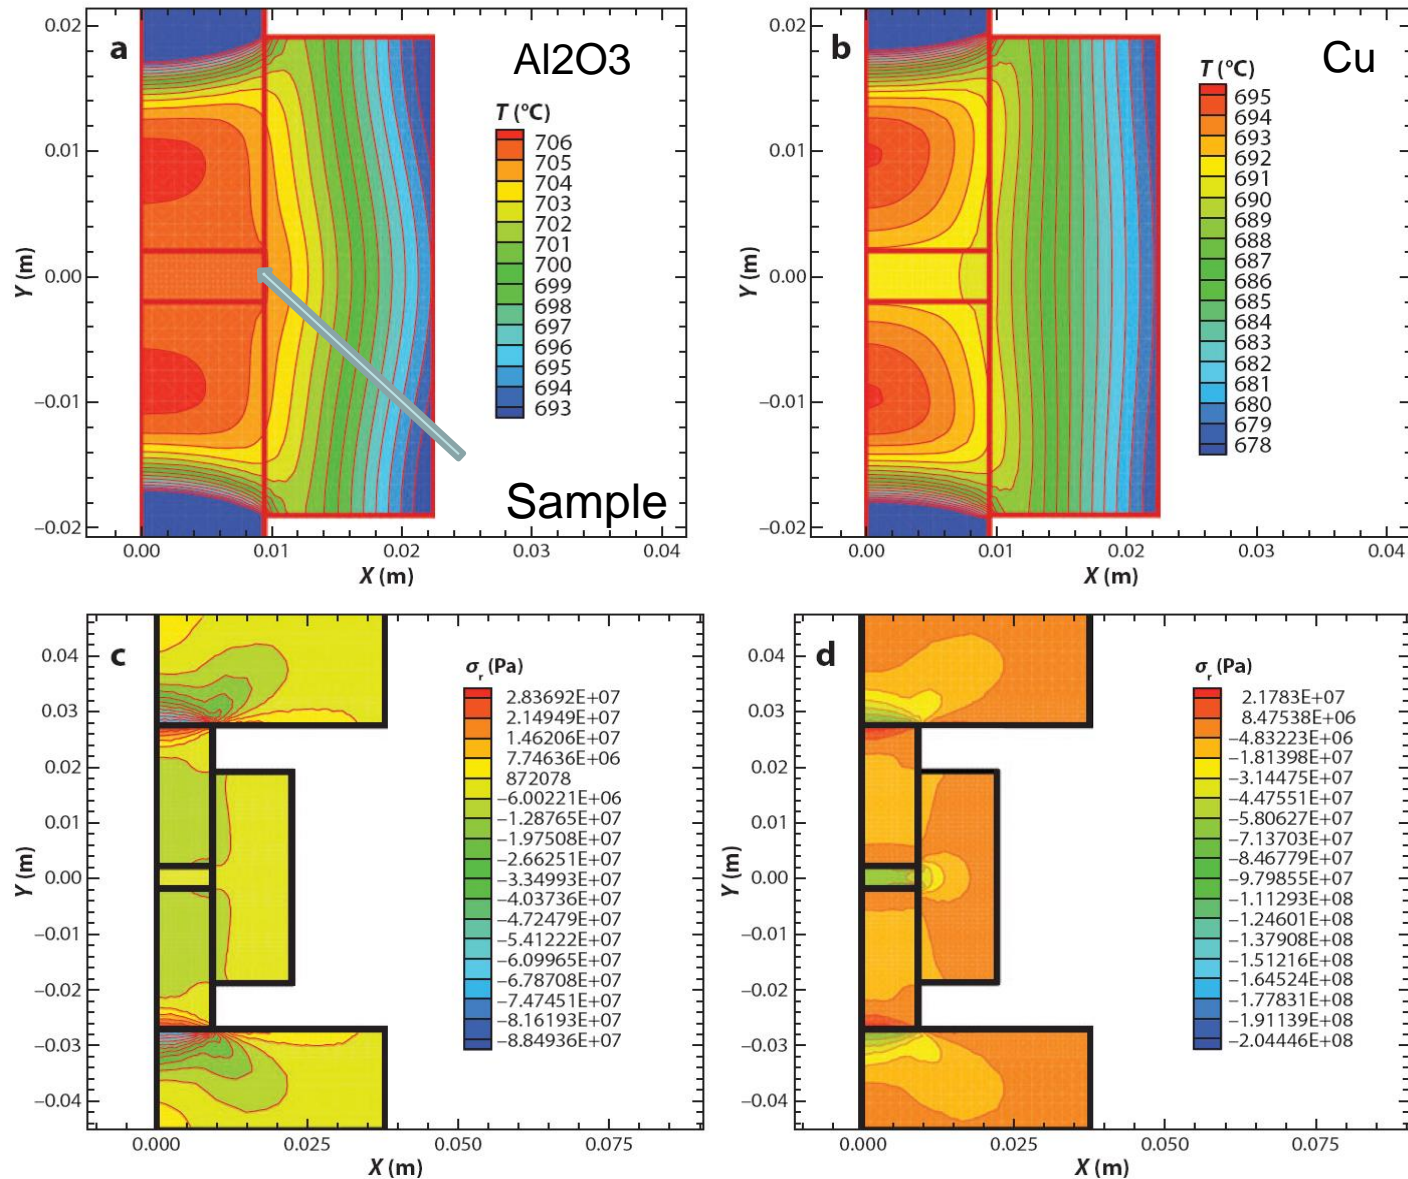 a
Al2O3
T (°C)
706
705
704
703
702
701
700
699
698
697
696
695
694
693
Sample
0.02
0.01
0.00
−0.01
−0.02
Y (m)
0.00
0.01
0.02
0.03
0.04
X (m)
b
Cu
T (°C)
695
694
693
692
691
690
689
688
687
686
685
684
683
682
681
680
679
678
0.02
0.01
0.00
−0.01
−0.02
Y (m)
0.00
0.01
0.02
0.03
0.04
X (m)
c
σr (Pa)
2.83692E+07
2.14949E+07
1.46206E+07
7.74636E+06
872078
−6.00221E+06
−1.28765E+07
−1.97508E+07
−2.66251E+07
−3.34993E+07
−4.03736E+07
−4.72479E+07
−5.41222E+07
−6.09965E+07
−6.78708E+07
−7.47451E+07
−8.16193E+07
−8.84936E+07
0.04
0.03
0.02
0.01
0.00
−0.01
−0.02
−0.03
−0.04
Y (m)
0.000
0.025
0.050
0.075
X (m)
d
σr (Pa)
2.1783E+07
8.47538E+06
−4.83223E+06
−1.81398E+07
−3.14475E+07
−4.47551E+07
−5.80627E+07
−7.13703E+07
−8.46779E+07
−9.79855E+07
−1.11293E+08
−1.24601E+08
−1.37908E+08
−1.51216E+08
−1.64524E+08
−1.77831E+08
−1.91139E+08
−2.04446E+08
0.04
0.03
0.02
0.01
0.00
−0.01
−0.02
−0.03
−0.04
Y (m)
0.000
0.025
0.050
0.075
X (m)